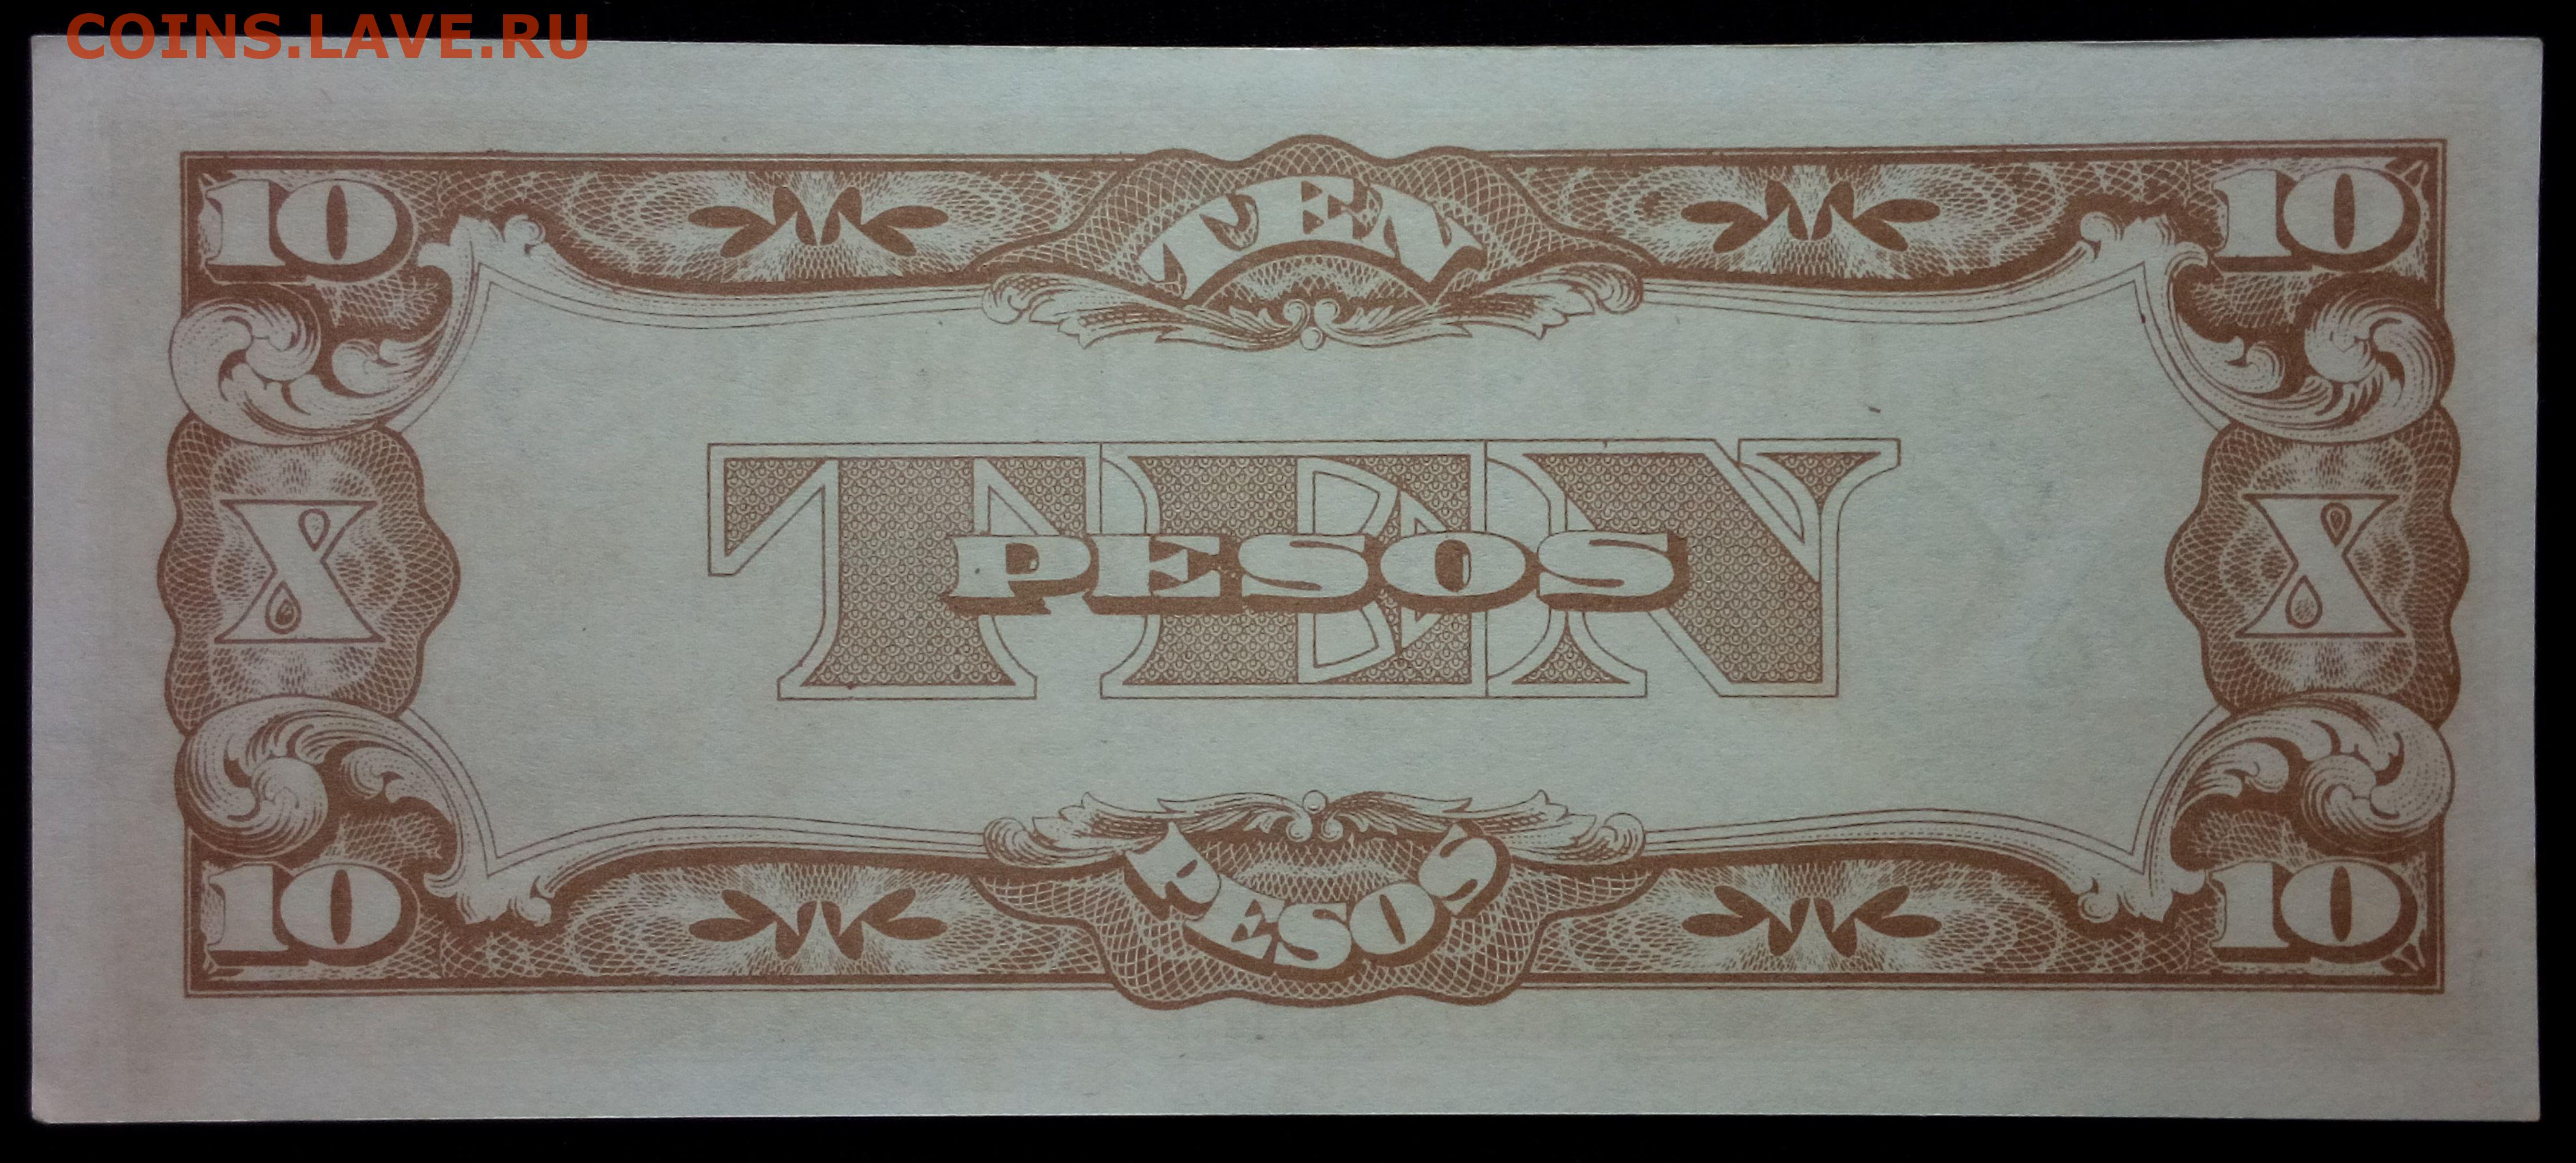 COINS.LAVE.RU
10 TEN 10
X TEN X
PESOS
PESOS
10 10